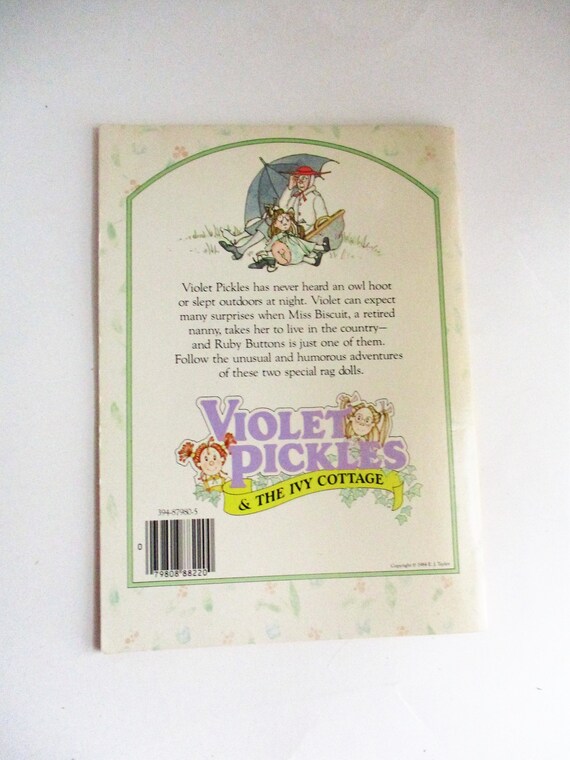 Violet Pickles has never heard an owl hoot
or slept outdoors at night. Violet can expect
many surprises when Miss Biscuit, a retired
nanny, takes her to live in the country—
and Ruby Buttons is just one of them.
Follow the unusual and humorous adventures
of these two special rag dolls.
VIOLET
PICKLES
& THE IVY COTTAGE
394-87980-5
0
79808 88220
Copyright © 1984 E. J. Taylor